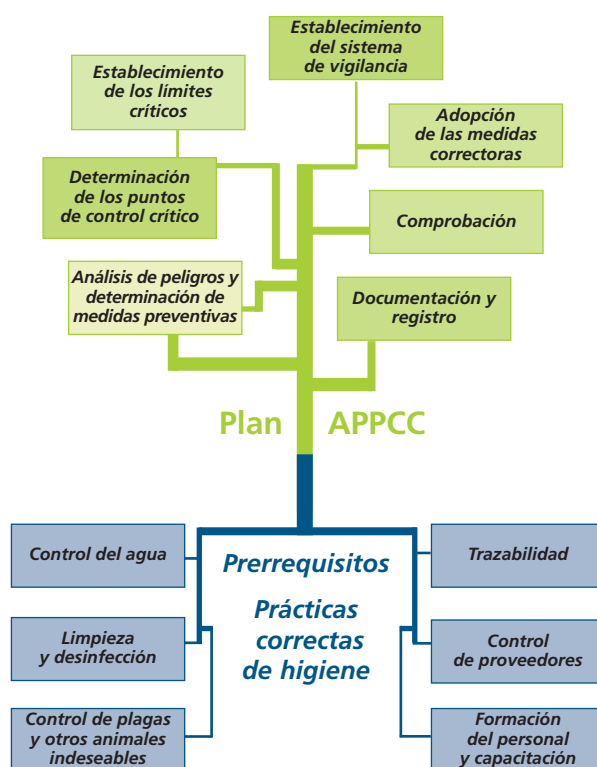 Establecimiento
del sistema
de vigilancia
Establecimiento
de los límites
críticos
Adopción
de las medidas
correctoras
Determinación
de los puntos
de control crítico
Comprobación
Análisis de peligros y
determinación de
medidas preventivas
Documentación y
registro
Plan APPCC
Control del agua
Prerrequisitos
Trazabilidad
Prácticas
correctas
de higiene
Limpieza
y desinfección
Control
de proveedores
Control de plagas
y otros animales
indeseables
Formación
del personal
y capacitación